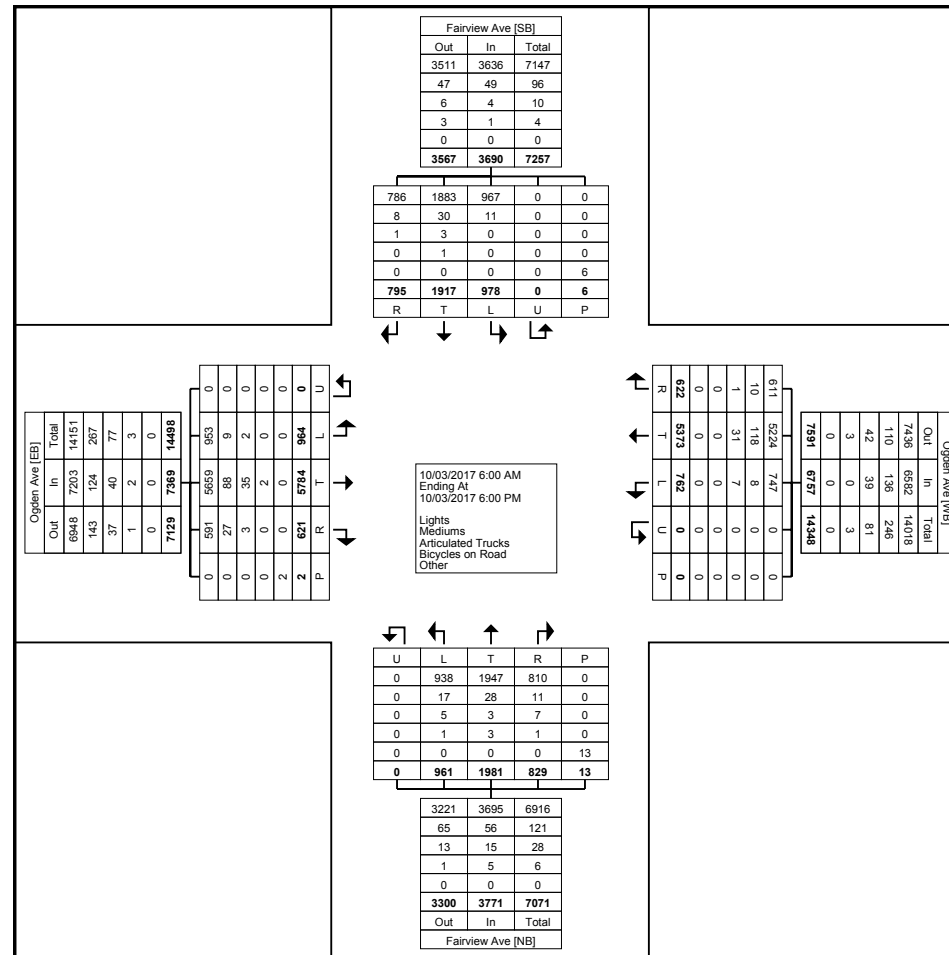 Fairview Ave [SB]
Out In Total
3511 3636 7147
47 49 96
6 4 10
3 1 4
0 0 0
3567 3690 7257
786 1883 967 0 0
8 30 11 0 0
1 3 0 0 0
0 1 0 0 0
0 0 0 0 6
795 1917 978 0 6
R T L U P
Ogden Ave [EB]
Total In Out
14151 7203 6948
267 124 143
77 40 37
3 2 1
0 0 0
14498 7369 7129
0 953 5659 591 0
0 9 88 27 0
0 2 35 3 0
0 0 2 0 0
0 0 0 0 2
0 964 5784 621 2
U L T R P
10/03/2017 6:00 AM
Ending At
10/03/2017 6:00 PM
Lights
Mediums
Articulated Trucks
Bicycles on Road
Other
Ogden Ave [WB]
Out In Total
7436 6582 14018
110 136 246
42 39 81
3 0 3
0 0 0
7591 6757 14348
611 5224 747 0 0
10 118 8 0 0
1 31 7 0 0
0 0 0 0 0
0 0 0 0 0
622 5373 762 0 0
R T L U P
U L T R P
0 938 1947 810 0
0 17 28 11 0
0 5 3 7 0
0 1 3 1 0
0 0 0 0 13
0 961 1981 829 13
3221 3695 6916
65 56 121
13 15 28
1 5 6
0 0 0
3300 3771 7071
Out In Total
Fairview Ave [NB]